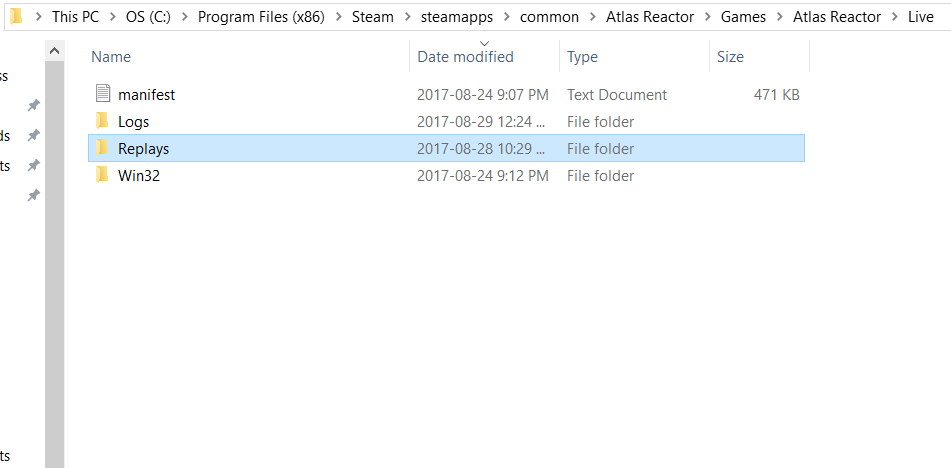 This PC > OS (C:) > Program Files (x86) > Steam > steamapps > common > Atlas Reactor > Games > Atlas Reactor > Live
Name Date modified Type Size
manifest 2017-08-24 9:07 PM Text Document 471 KB
Logs 2017-08-29 12:24 ... File folder
Replays 2017-08-28 10:29 ... File folder
Win32 2017-08-24 9:12 PM File folder
ss
ds
ts
ts